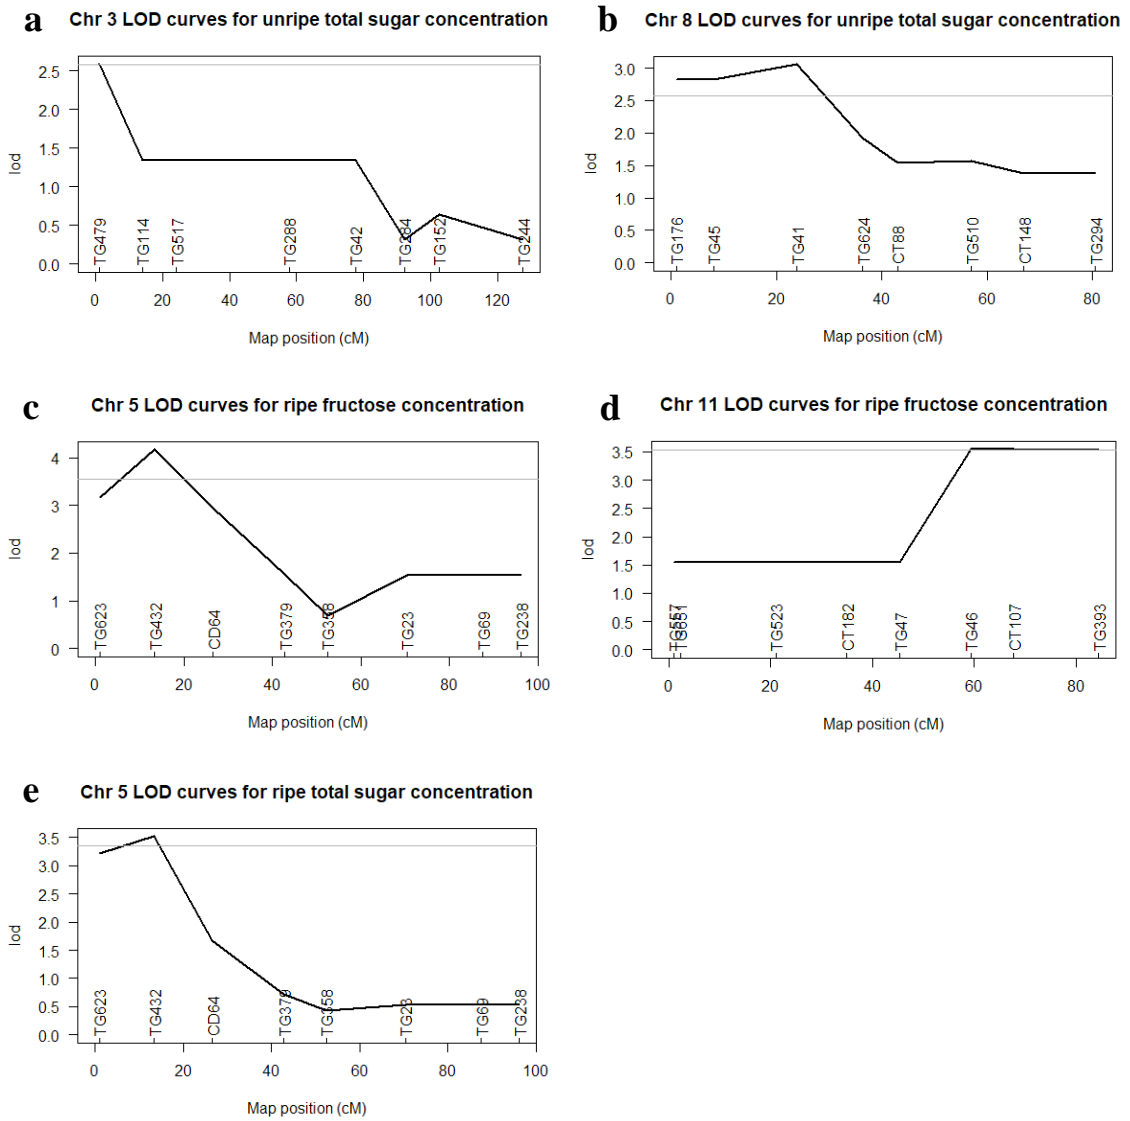 a Chr 3 LOD curves for unripe total sugar concentration
lod
2.5
2.0
1.5
1.0
0.5
0.0
TG479 TG114 TG517 TG288 TG42 TG284 TG152 TG244
0 20 40 60 80 100 120
Map position (cM)
b Chr 8 LOD curves for unripe total sugar concentration
lod
3.0
2.5
2.0
1.5
1.0
0.5
0.0
TG176 TG45 TG41 TG624 CT88 TG510 CT148 TG294
0 20 40 60 80
Map position (cM)
c Chr 5 LOD curves for ripe fructose concentration
lod
4
3
2
1
0
TG623 TG432 CD64 TG379 TG358 TG23 TG69 TG238
0 20 40 60 80 100
Map position (cM)
d Chr 11 LOD curves for ripe fructose concentration
lod
3.5
3.0
2.5
2.0
1.5
1.0
0.5
0.0
TG651 TG523 CT182 TG47 TG46 CT107 TG393
0 20 40 60 80
Map position (cM)
e Chr 5 LOD curves for ripe total sugar concentration
lod
3.5
3.0
2.5
2.0
1.5
1.0
0.5
0.0
TG623 TG432 CD64 TG379 TG358 TG23 TG69 TG238
0 20 40 60 80 100
Map position (cM)